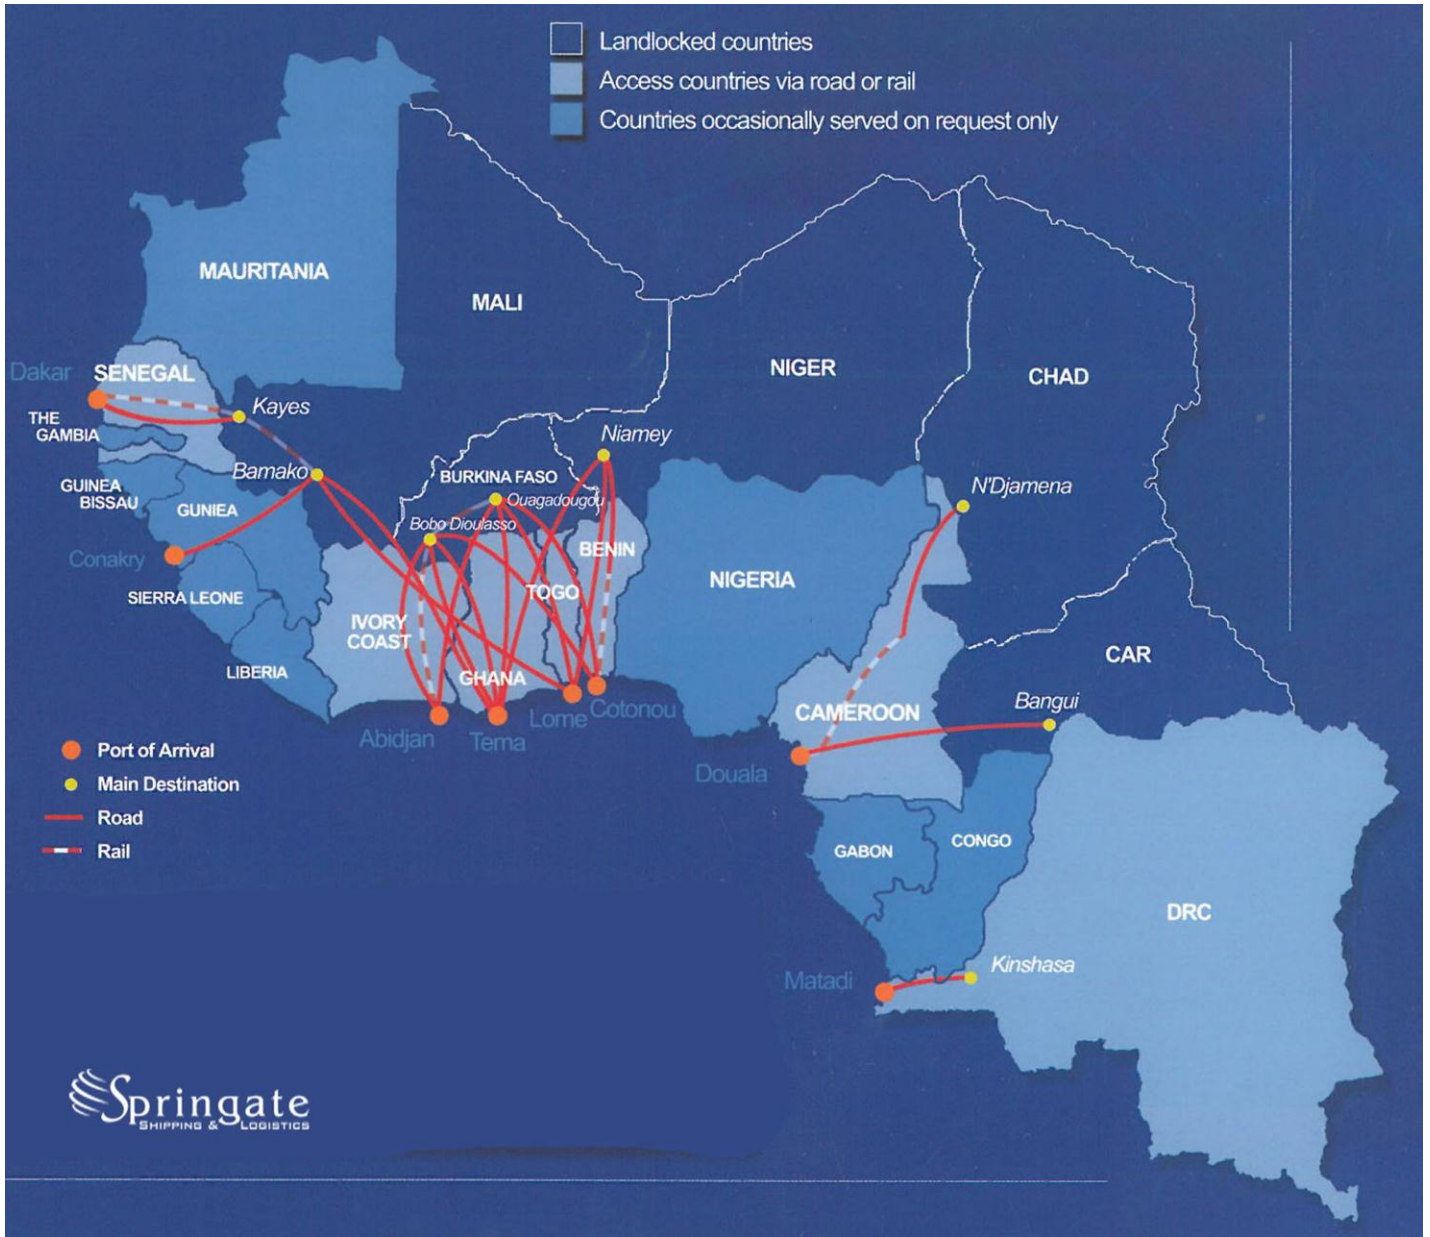 Landlocked countries
Access countries via road or rail
Countries occasionally served on request only
MAURITANIA
MALI
NIGER
CHAD
Dakar
SENEGAL
Kayes
THE
GAMBIA
Niamey
Bamako
BURKINA FASO
GUINEA
BISSAU
Ouagadougou
N'Djamena
GUNIEA
Bobo Dioulasso
Conakry
BENIN
NIGERIA
TOGO
SIERRA LEONE
IVORY
COAST
CAR
LIBERIA
GHANA
Bangui
CAMEROON
Abidjan
Tema
Lome
Cotonou
Douala
Port of Arrival
Main Destination
Road
Rail
GABON
CONGO
DRC
Kinshasa
Matadi
Springate
SHIPPING & LOGISTICS